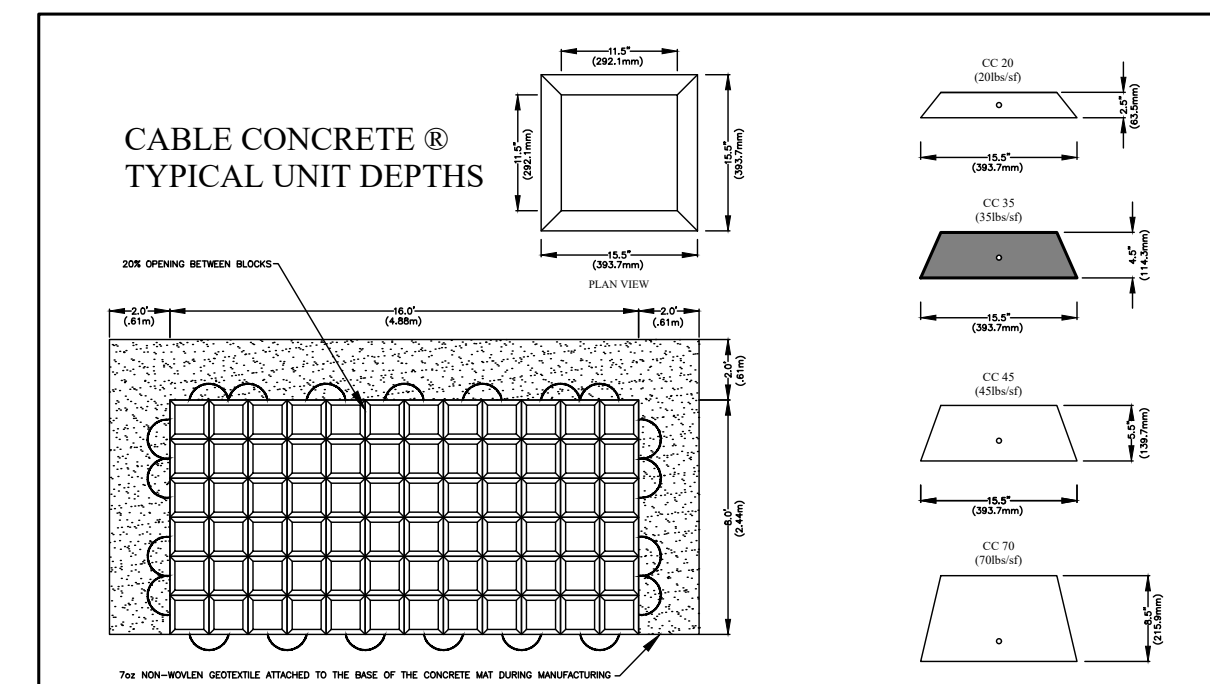 CABLE CONCRETE ®
TYPICAL UNIT DEPTHS
11.5"
(292.1mm)
11.5"
(292.1mm)
15.5"
(393.7mm)
15.5"
(393.7mm)
PLAN VIEW
20% OPENING BETWEEN BLOCKS
2.0'
(.61m)
16.0'
(4.88m)
2.0'
(.61m)
2.0'
(.61m)
8.0'
(2.44m)
7oz NON-WOVLEN GEOTEXTILE ATTACHED TO THE BASE OF THE CONCRETE MAT DURING MANUFACTURING
CC 20
(20lbs/sf)
2.5"
(63.5mm)
15.5"
(393.7mm)
CC 35
(35lbs/sf)
4.5"
(114.3mm)
15.5"
(393.7mm)
CC 45
(45lbs/sf)
5.5"
(139.7mm)
15.5"
(393.7mm)
CC 70
(70lbs/sf)
8.5"
(215.9mm)